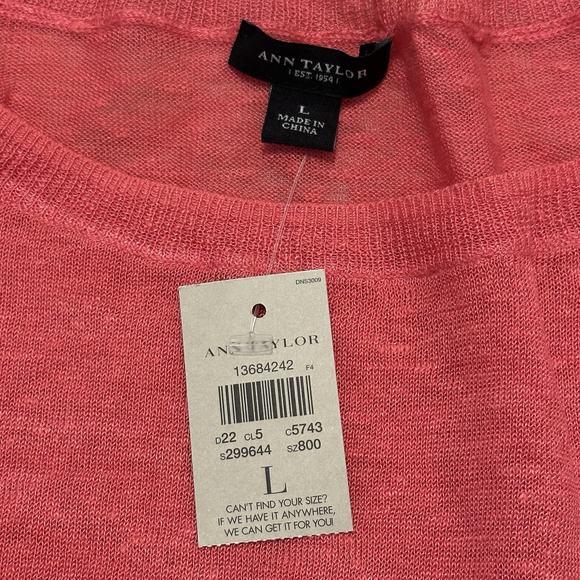 ANN TAYLOR
| EST. 1954 |
L
MADE IN
CHINA
DNS3009
ANN TAYLOR
13684242 F4
D22 CL5 C5743
S299644 SZ800
L
CAN'T FIND YOUR SIZE?
IF WE HAVE IT ANYWHERE,
WE CAN GET IT FOR YOU!